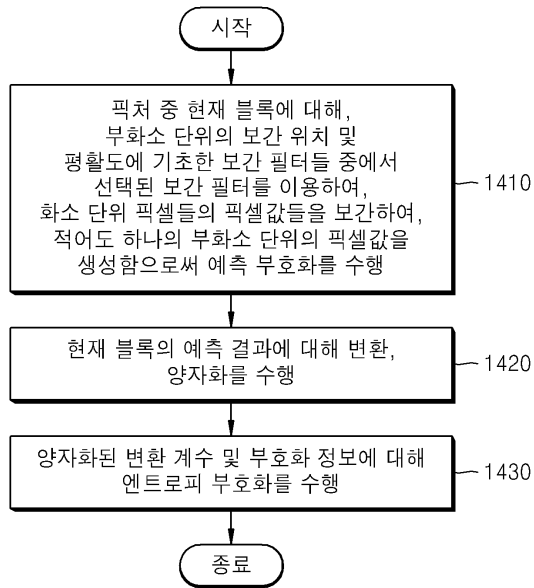 시작
픽처 중 현재 블록에 대해,
부화소 단위의 보간 위치 및
평활도에 기초한 보간 필터들 중에서
선택된 보간 필터를 이용하여,
화소 단위 픽셀들의 픽셀값들을 보간하여,
적어도 하나의 부화소 단위의 픽셀값을
생성함으로써 예측 부호화를 수행
1410
현재 블록의 예측 결과에 대해 변환,
양자화를 수행
1420
양자화된 변환 계수 및 부호화 정보에 대해
엔트로피 부호화를 수행
1430
종료